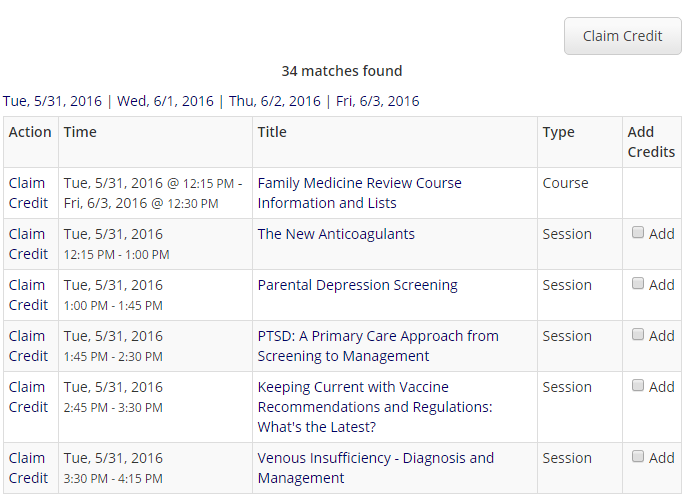 Claim Credit
34 matches found
Tue, 5/31, 2016 | Wed, 6/1, 2016 | Thu, 6/2, 2016 | Fri, 6/3, 2016
Action Time Title Type Add
Credits
Claim Tue, 5/31, 2016 @ 12:15 PM - Family Medicine Review Course Course
Credit Fri, 6/3, 2016 @ 12:30 PM Information and Lists
Claim Tue, 5/31, 2016 The New Anticoagulants Session Add
Credit 12:15 PM - 1:00 PM
Claim Tue, 5/31, 2016 Parental Depression Screening Session Add
Credit 1:00 PM - 1:45 PM
Claim Tue, 5/31, 2016 PTSD: A Primary Care Approach from Session Add
Credit 1:45 PM - 2:30 PM Screening to Management
Claim Tue, 5/31, 2016 Keeping Current with Vaccine Session Add
Credit 2:45 PM - 3:30 PM Recommendations and Regulations:
What's the Latest?
Claim Tue, 5/31, 2016 Venous Insufficiency - Diagnosis and Session Add
Credit 3:30 PM - 4:15 PM Management